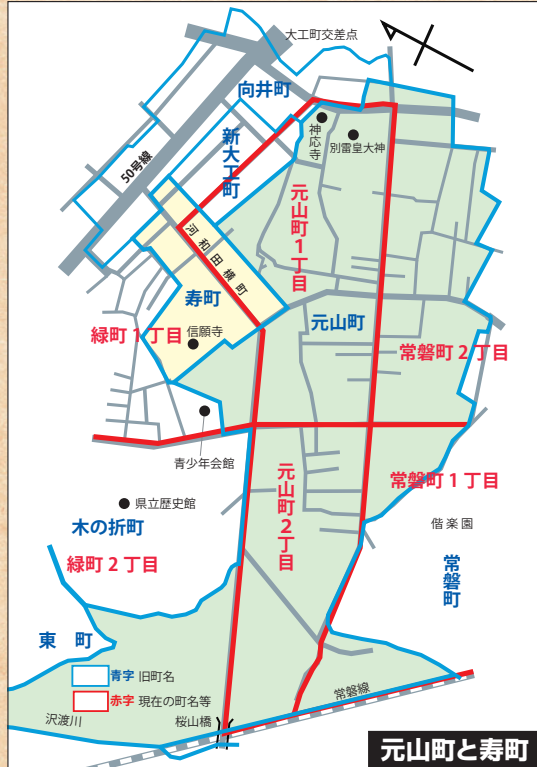 大工町交差点
向井町
神応寺
別雷皇大神
新大工町
50号線
元山町1丁目
河和田横町
寿町
元山町
緑町1丁目
信願寺
常磐町2丁目
青少年会館
元山町2丁目
常磐町1丁目
県立歴史館
偕楽園
木の折町
緑町2丁目
常磐町
東 町
青字 旧町名
赤字 現在の町名等
常磐線
沢渡川
桜山橋
元山町と寿町